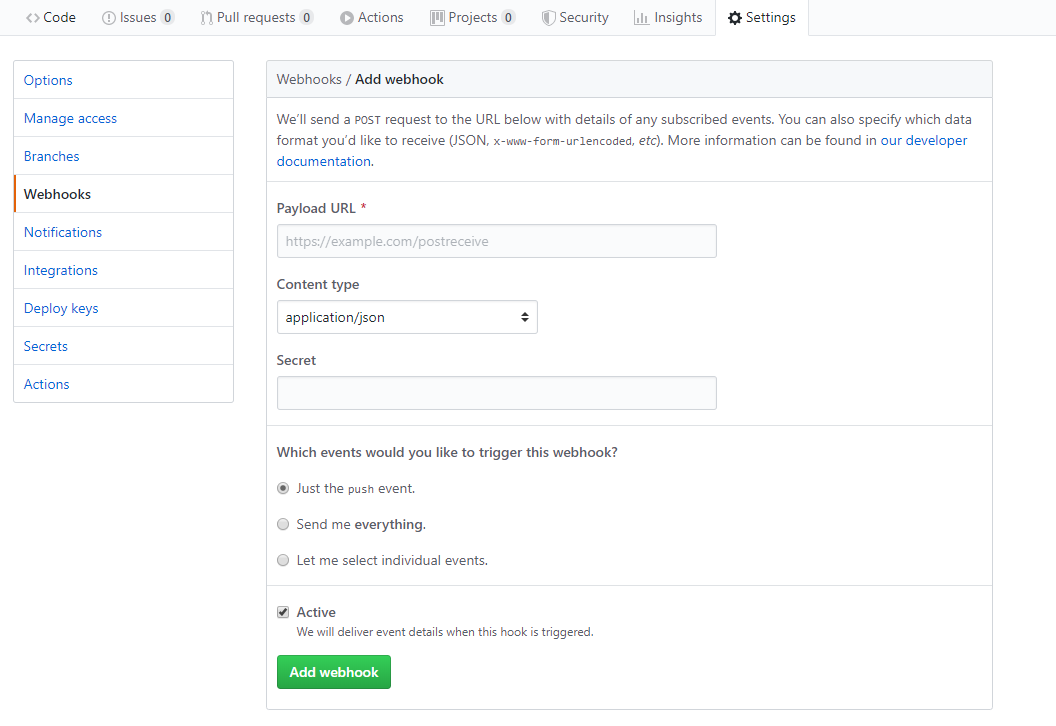 Code Issues 0 Pull requests 0 Actions Projects 0 Security Insights Settings
Options
Manage access
Branches
Webhooks
Notifications
Integrations
Deploy keys
Secrets
Actions
Webhooks / Add webhook
We’ll send a POST request to the URL below with details of any subscribed events. You can also specify which data
format you’d like to receive (JSON, x-www-form-urlencoded, etc). More information can be found in our developer
documentation.
Payload URL *
https://example.com/postreceive
Content type
application/json
Secret
Which events would you like to trigger this webhook?
Just the push event.
Send me everything.
Let me select individual events.
Active
We will deliver event details when this hook is triggered.
Add webhook